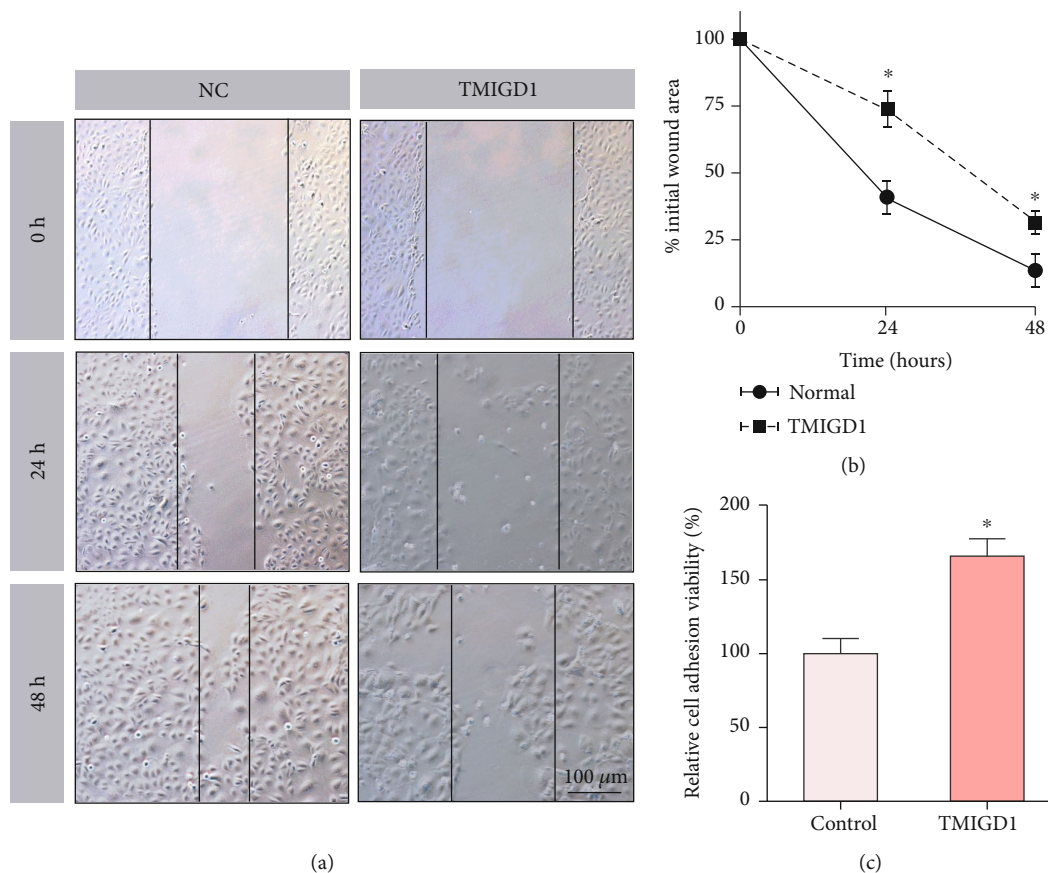 NC
TMIGD1
0 h
24 h
48 h
100 μm
(a)
% initial wound area
100
75
50
25
0
*
*
0
24
48
Time (hours)
Normal
TMIGD1
(b)
Relative cell adhesion viability (%)
200
150
100
50
0
*
Control
TMIGD1
(c)